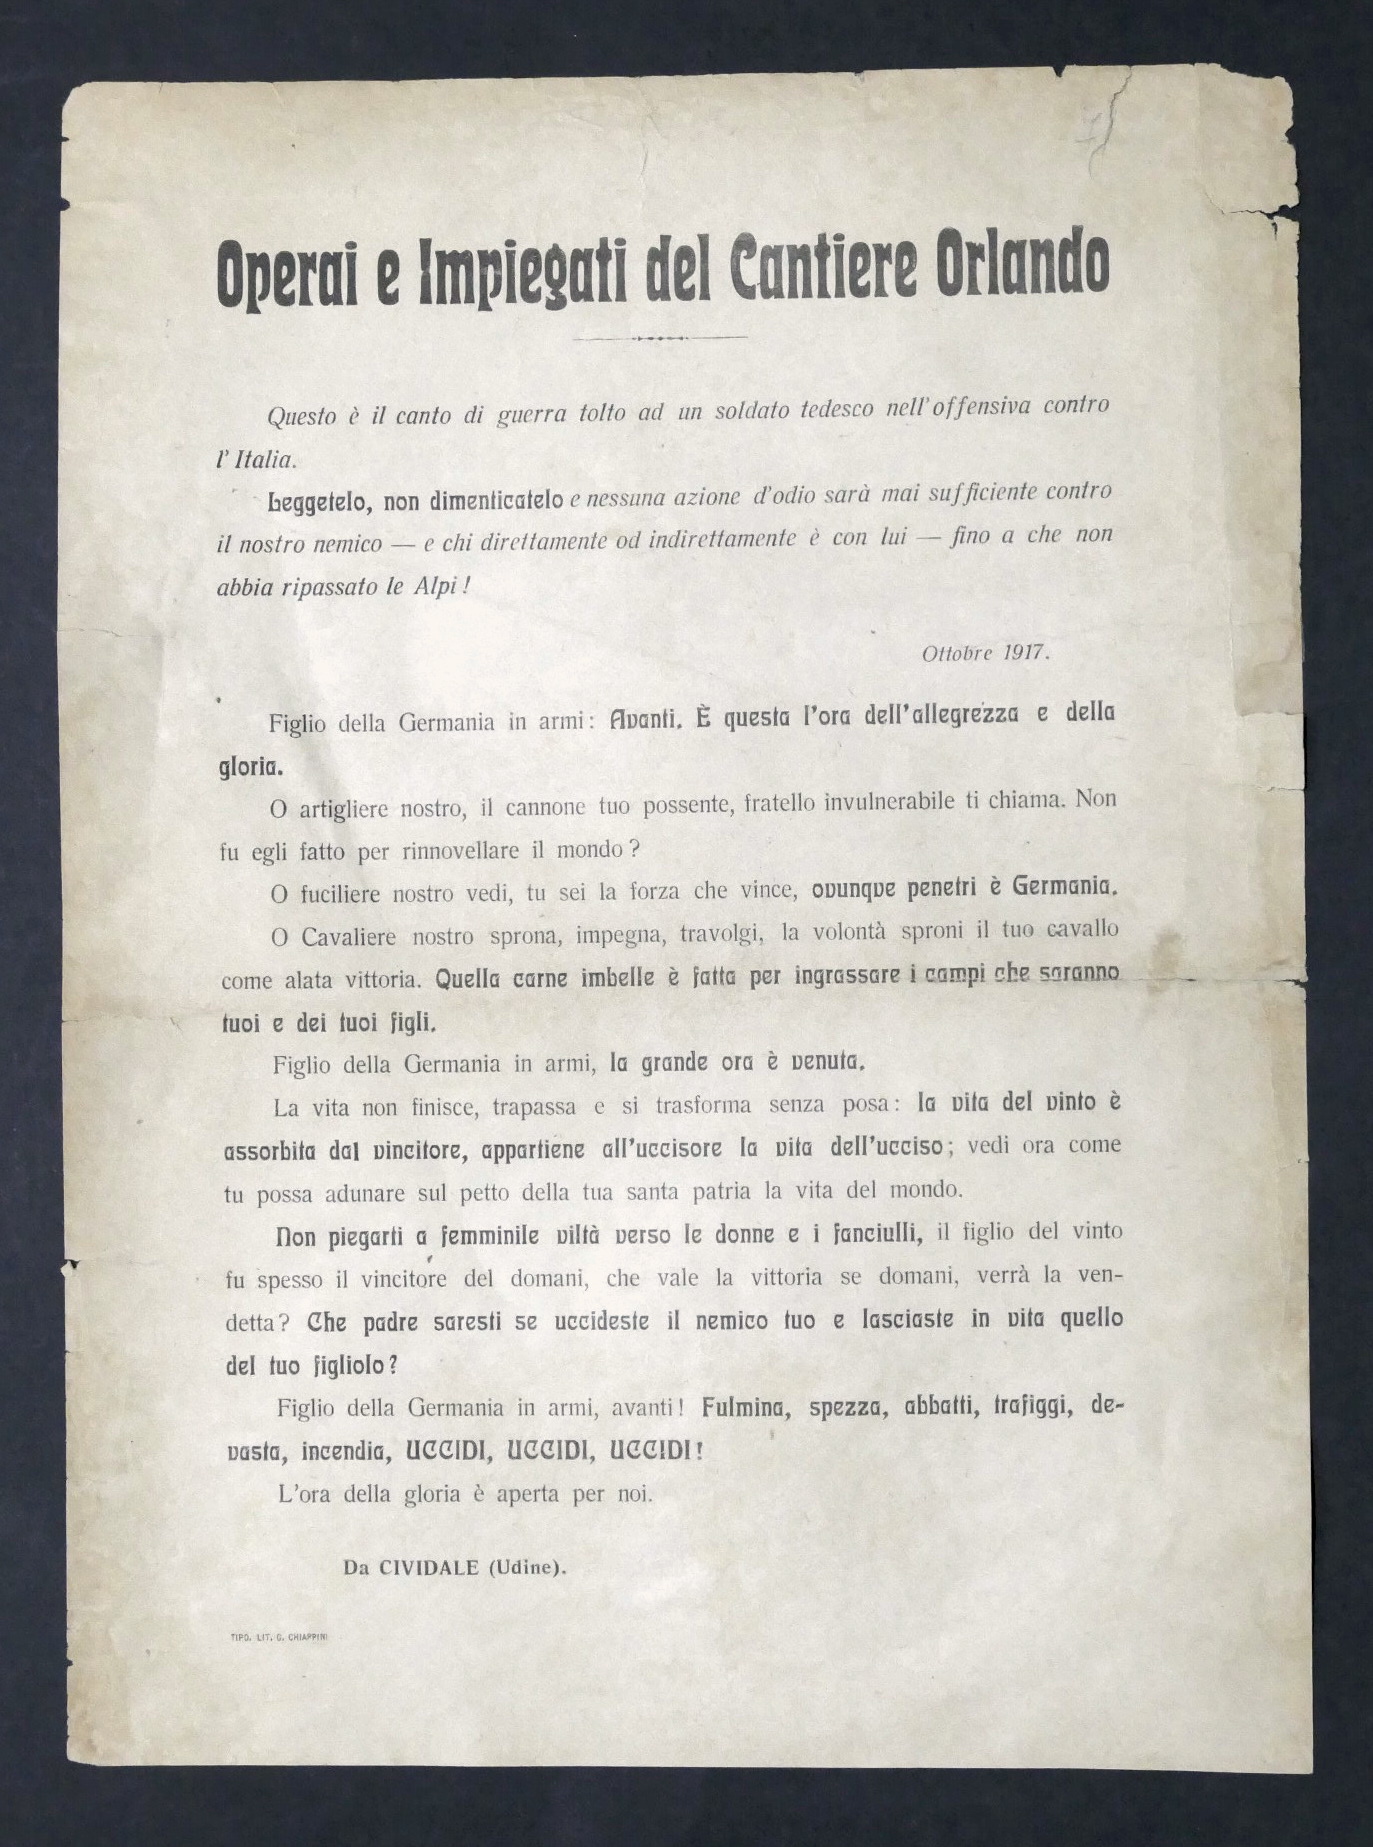 Operai e Impiegati del Cantiere Orlando
Questo è il canto di guerra tolto ad un soldato tedesco nell'offensiva contro
l'Italia.
Leggetelo, non dimenticatelo e nessuna azione d'odio sarà mai sufficiente contro
il nostro nemico — e chi direttamente od indirettamente è con lui — fino a che non
abbia ripassato le Alpi!
Ottobre 1917.
Figlio della Germania in armi: Avanti. È questa l'ora dell'allegrezza e della
gloria.
O artigliere nostro, il cannone tuo possente, fratello invulnerabile ti chiama. Non
fu egli fatto per rinnovellare il mondo?
O fuciliere nostro vedi, tu sei la forza che vince, ovunqve penetri è Germania.
O Cavaliere nostro sprona, impegna, travolgi, la volontà sproni il tuo cavallo
come alata vittoria. Quella carne imbelle è fatta per ingrassare i campi che saranno
tuoi e dei tuoi figli.
Figlio della Germania in armi, la grande ora è venuta.
La vita non finisce, trapassa e si trasforma senza posa: la vita del vinto è
assorbita dal vincitore, appartiene all'uccisore la vita dell'ucciso; vedi ora come
tu possa adunare sul petto della tua santa patria la vita del mondo.
Non piegarti a femminile viltà verso le donne e i fanciulli, il figlio del vinto
fu spesso il vincitore del domani, che vale la vittoria se domani, verrà la ven-
detta? Che padre saresti se uccideste il nemico tuo e lasciaste in vita quello
del tuo figliolo?
Figlio della Germania in armi, avanti! Fulmina, spezza, abbatti, trafiggi, de-
vasta, incendia, UCCIDI, UCCIDI, UCCIDI!
L'ora della gloria è aperta per noi.
Da CIVIDALE (Udine).
TIPO. LIT. G. CHIAPPINI